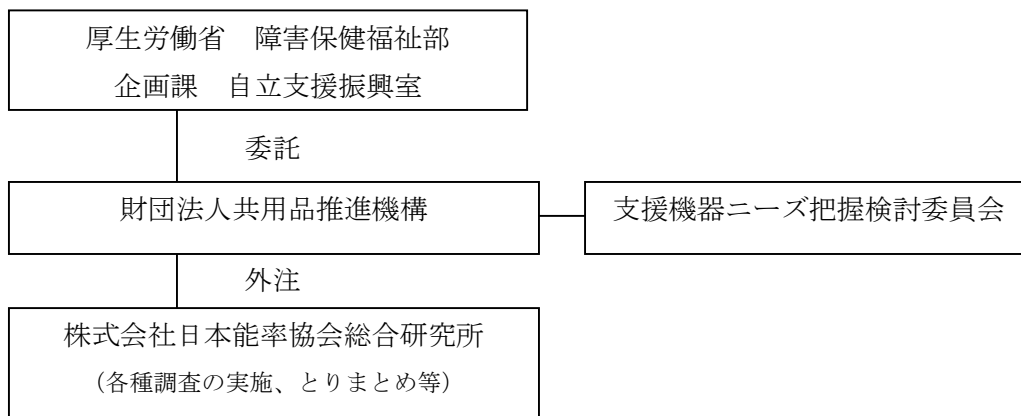 厚生労働省　障害保健福祉部
企画課　自立支援振興室
委託
財団法人共用品推進機構
支援機器ニーズ把握検討委員会
外注
株式会社日本能率協会総合研究所
（各種調査の実施、とりまとめ等）